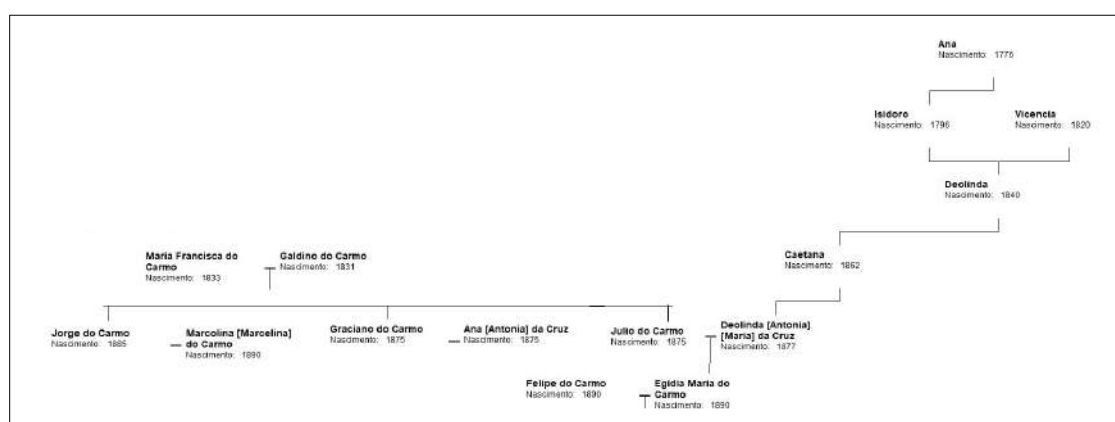 Ana
Nascimento: 1775
Isidoro
Nascimento: 1796
Vicencia
Nascimento: 1820
Deolinda
Nascimento: 1840
Caetana
Nascimento: 1862
Maria Francisca do
Carmo
Nascimento: 1833
Galdino do Carmo
Nascimento: 1831
Jorge do Carmo
Nascimento: 1885
Marcolina [Marcelina]
do Carmo
Nascimento: 1890
Graciano do Carmo
Nascimento: 1875
Ana [Antonia] da Cruz
Nascimento: 1875
Julio do Carmo
Nascimento: 1875
Deolinda [Antonia]
[Maria] da Cruz
Nascimento: 1877
Felipe do Carmo
Nascimento: 1890
Egidia Maria do
Carmo
Nascimento: 1890